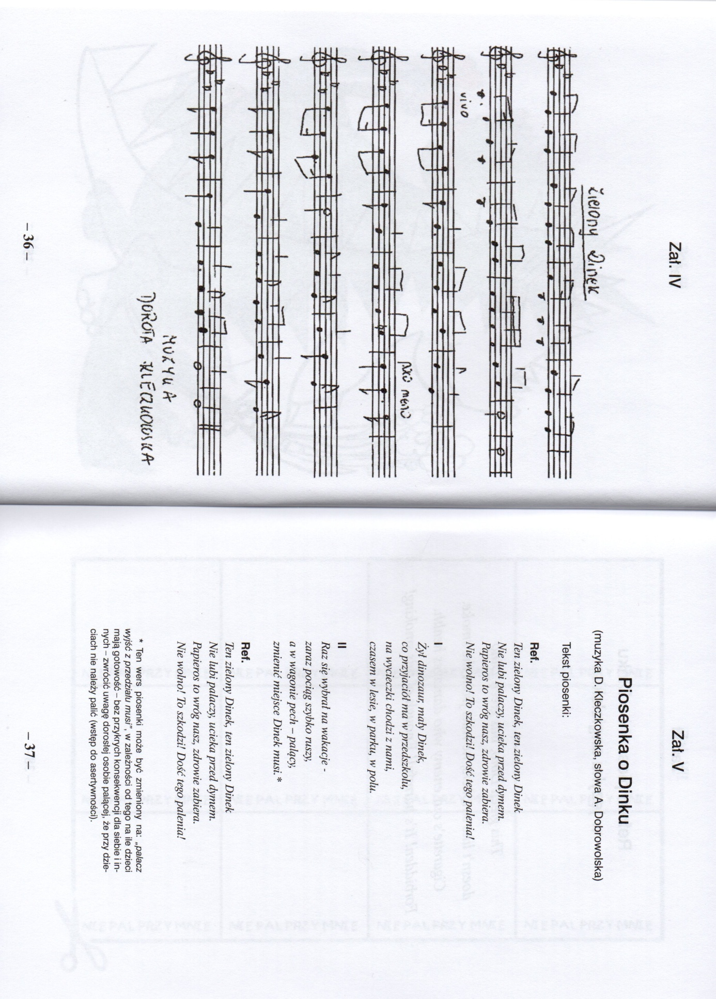 Zał. IV
Zielony Dinek
vivo
più meno
MUZYKA
DOROTA KLECZKOWSKA
– 36 –
Zał. V
Piosenka o Dinku
(muzyka D. Kleczkowska, słowa A. Dobrowolska)
Tekst piosenki:
Ref.
Ten zielony Dinek, ten zielony Dinek
Nie lubi palaczy, ucieka przed dymem.
Papieros to wróg nasz, zdrowie zabiera.
Nie wolno! To szkodzi! Dość tego palenia!
I
Żył dinozaur, mały Dinek,
co przyjaciół ma w przedszkolu,
na wycieczki chodzi z nami,
czasem w lesie, w parku, w polu.
II
Raz się wybrał na wakacje -
zaraz pociąg szybko ruszy,
a w wagonie pech – palący,
zmienić miejsce Dinek musi.*
Ref.
Ten zielony Dinek, ten zielony Dinek
Nie lubi palaczy, ucieka przed dymem.
Papieros to wróg nasz, zdrowie zabiera.
Nie wolno! To szkodzi! Dość tego palenia!
* Ten wers piosenki może być zmieniony na: „palacz
wyjść z przedziału musi”, w zależności od tego na ile dzieci
mają gotowość – bez przykrych konsekwencji dla siebie i in-
nych – zwrócić uwagę dorosłej osobie palącej, że przy dzie-
ciach nie należy palić (wstęp do asertywności).
– 37 –